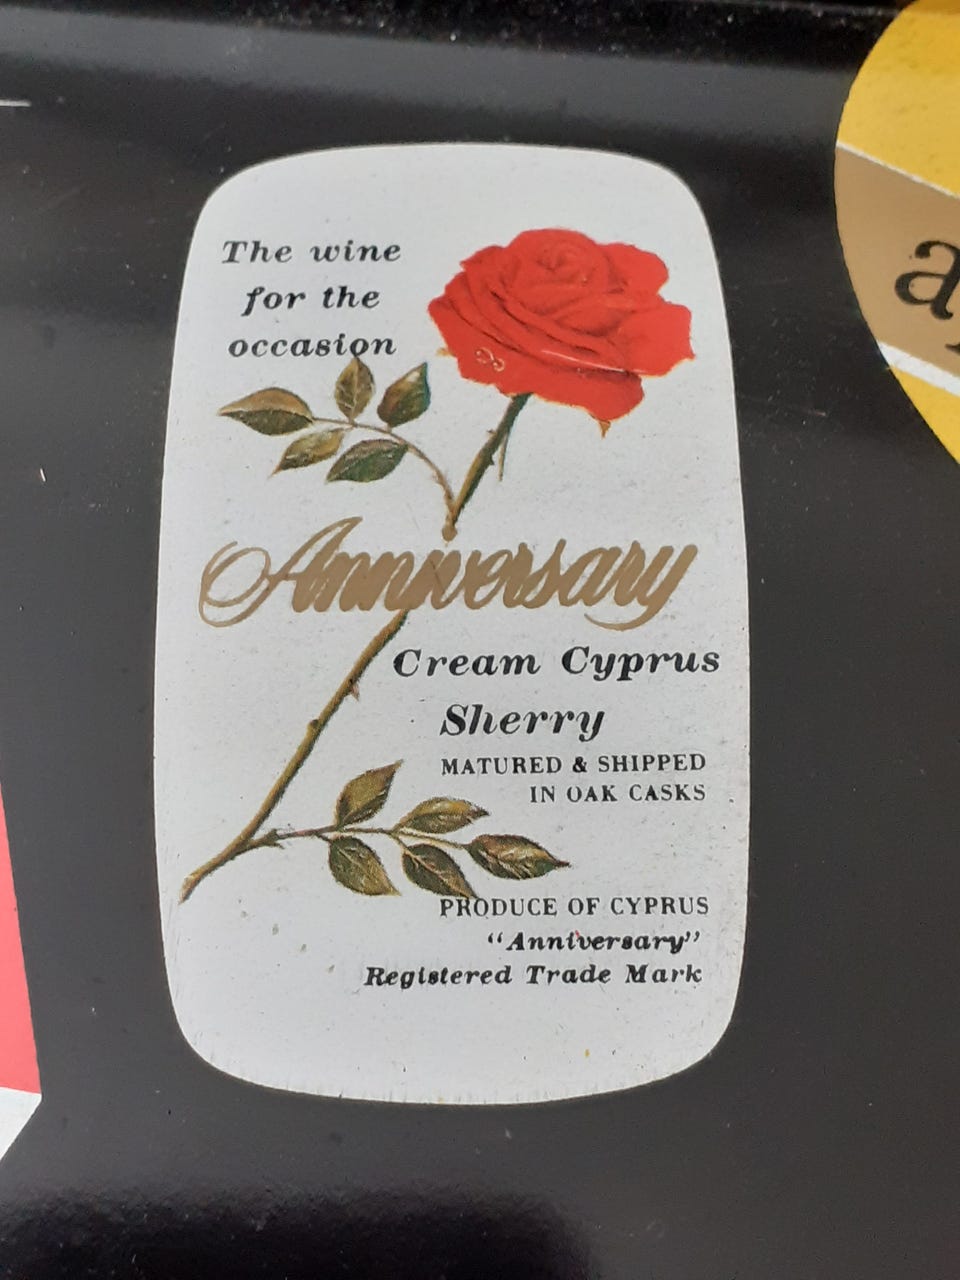 The wine
for the
occasion
Anniversary
Cream Cyprus
Sherry
MATURED & SHIPPED
IN OAK CASKS
PRODUCE OF CYPRUS
“Anniversary”
Registered Trade Mark